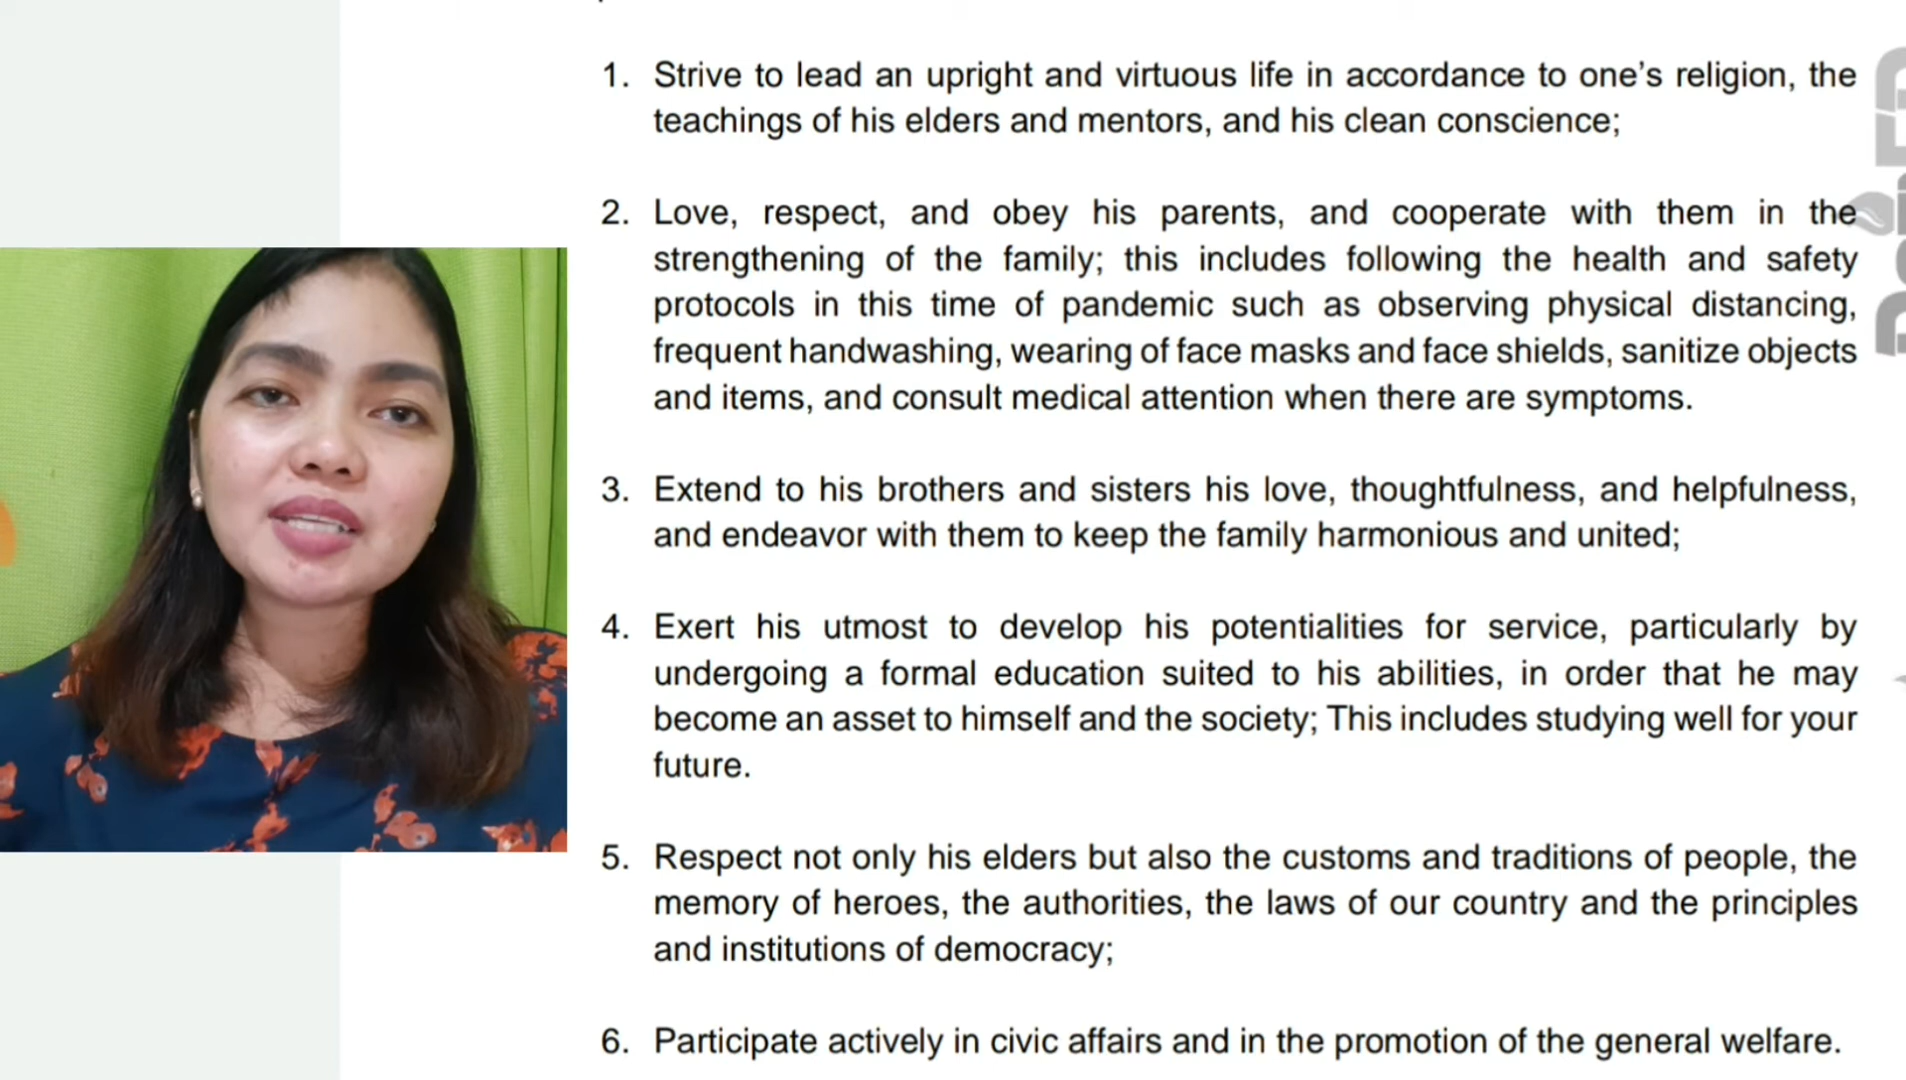 1. Strive to lead an upright and virtuous life in accordance to one's religion, the
teachings of his elders and mentors, and his clean conscience;
2. Love, respect, and obey his parents, and cooperate with them in the
strengthening of the family; this includes following the health and safety
protocols in this time of pandemic such as observing physical distancing,
frequent handwashing, wearing of face masks and face shields, sanitize objects
and items, and consult medical attention when there are symptoms.
3. Extend to his brothers and sisters his love, thoughtfulness, and helpfulness,
and endeavor with them to keep the family harmonious and united;
4. Exert his utmost to develop his potentialities for service, particularly by
undergoing a formal education suited to his abilities, in order that he may
become an asset to himself and the society; This includes studying well for your
future.
5. Respect not only his elders but also the customs and traditions of people, the
memory of heroes, the authorities, the laws of our country and the principles
and institutions of democracy;
6. Participate actively in civic affairs and in the promotion of the general welfare.